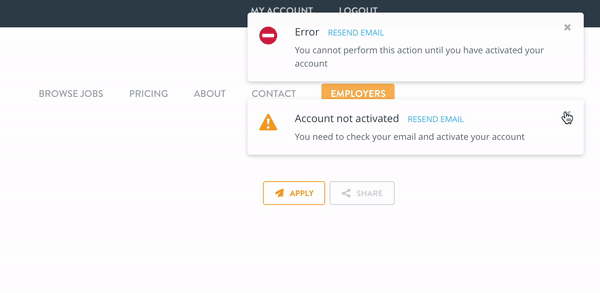 MY ACCOUNT LOGOUT
Error RESEND EMAIL
You cannot perform this action until you have activated your
account
BROWSE JOBS PRICING ABOUT CONTACT EMPLOYERS
Account not activated RESEND EMAIL
You need to check your email and activate your account
APPLY SHARE